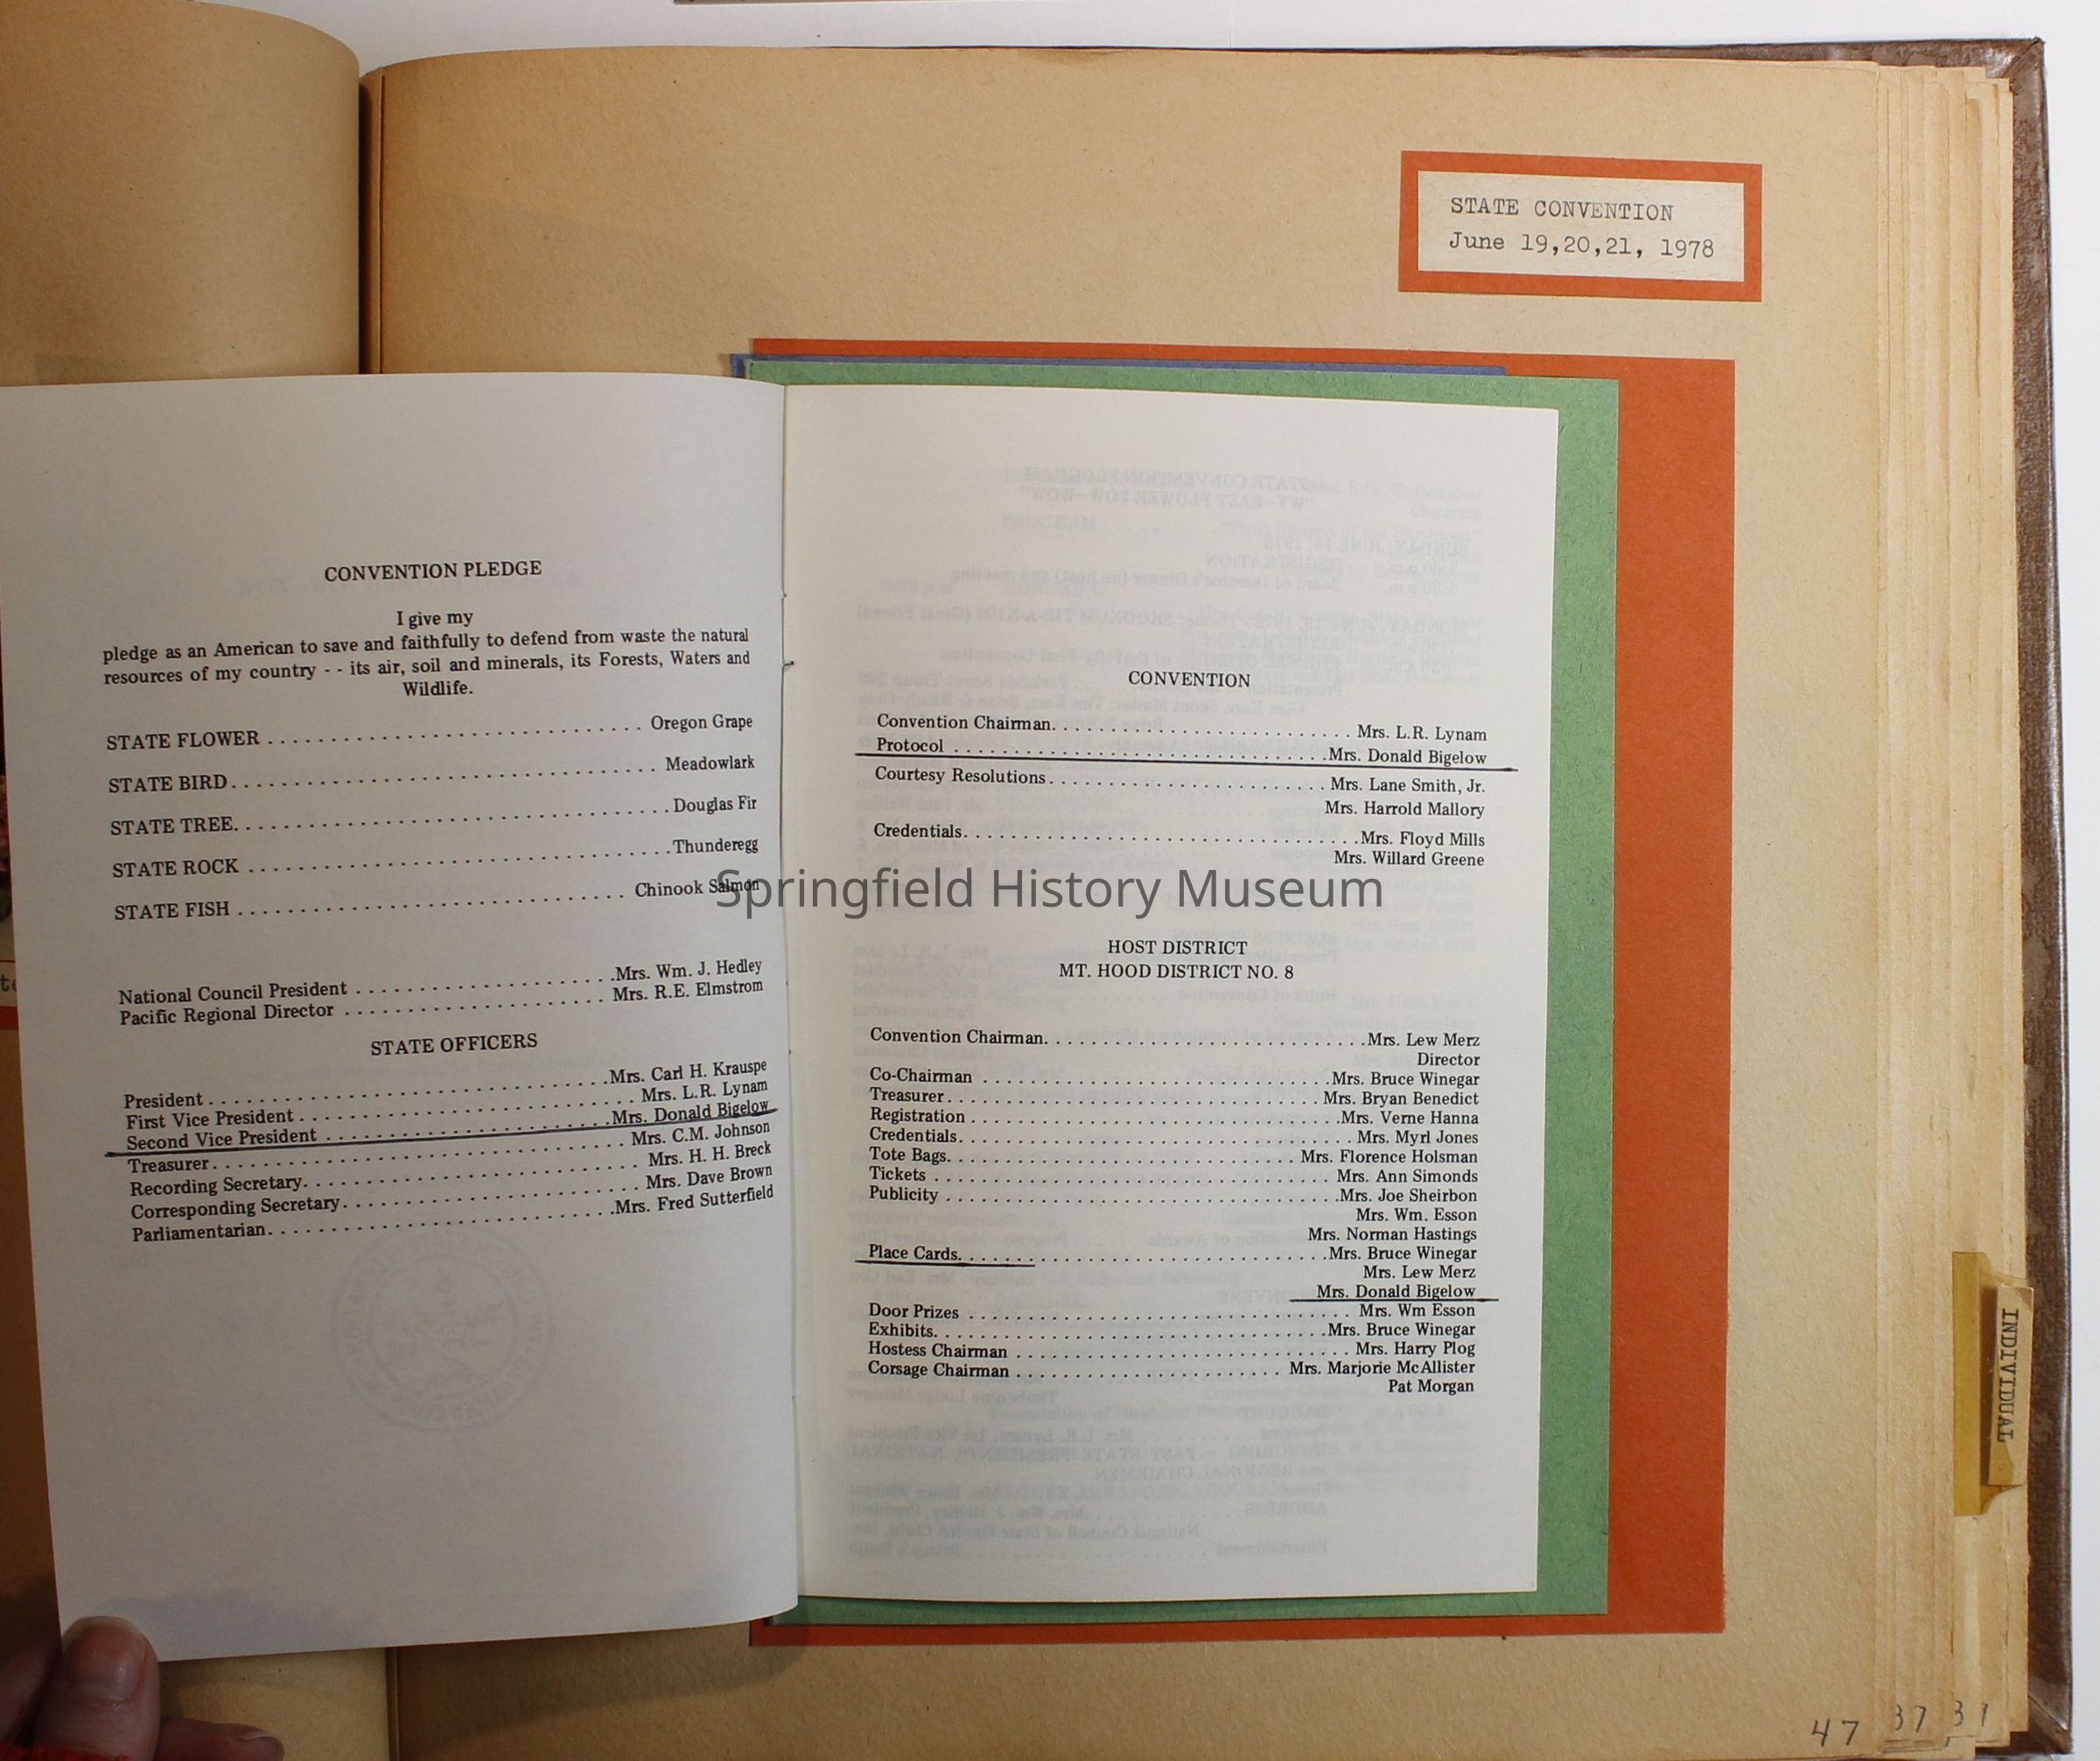 STATE CONVENTION
June 19,20,21, 1978
CONVENTION PLEDGE
I give my
pledge as an American to save and faithfully to defend from waste the natural
resources of my country - - its air, soil and minerals, its Forests, Waters and
Wildlife.
STATE FLOWER . . . . . . . . . . . . . . . . . . . . . . . . . . . . . . Oregon Grape
STATE BIRD . . . . . . . . . . . . . . . . . . . . . . . . . . . . . . . . . . Meadowlark
STATE TREE. . . . . . . . . . . . . . . . . . . . . . . . . . . . . . . . . . . Douglas Fir
STATE ROCK . . . . . . . . . . . . . . . . . . . . . . . . . . . . . . . . . .Thunderegg
STATE FISH . . . . . . . . . . . . . . . . . . . . . . . . . . . . . . . Chinook Salmon
National Council President . . . . . . . . . . . . . . . . . . . . .Mrs. Wm. J. Hedley
Pacific Regional Director . . . . . . . . . . . . . . . . . . . . . Mrs. R.E. Elmstrom
STATE OFFICERS
President . . . . . . . . . . . . . . . . . . . . . . . . . . . . . . . .Mrs. Carl H. Krauspe
First Vice President . . . . . . . . . . . . . . . . . . . . . . . . . . . Mrs. L.R. Lynam
Second Vice President . . . . . . . . . . . . . . . . . . . . . . .Mrs. Donald Bigelow
Treasurer. . . . . . . . . . . . . . . . . . . . . . . . . . . . . . . . . Mrs. C.M. Johnson
Recording Secretary. . . . . . . . . . . . . . . . . . . . . . . . . . . Mrs. H. H. Breck
Corresponding Secretary. . . . . . . . . . . . . . . . . . . . . . . . Mrs. Dave Brown
Parliamentarian. . . . . . . . . . . . . . . . . . . . . . . . . . . .Mrs. Fred Sutterfield
CONVENTION
Convention Chairman. . . . . . . . . . . . . . . . . . . . . . . . Mrs. L.R. Lynam
Protocol . . . . . . . . . . . . . . . . . . . . . . . . . . . . . .Mrs. Donald Bigelow
Courtesy Resolutions. . . . . . . . . . . . . . . . . . . . . . Mrs. Lane Smith, Jr.
Mrs. Harrold Mallory
Credentials. . . . . . . . . . . . . . . . . . . . . . . . . . . . . . .Mrs. Floyd Mills
Mrs. Willard Greene
Springfield History Museum
HOST DISTRICT
MT. HOOD DISTRICT NO. 8
Convention Chairman. . . . . . . . . . . . . . . . . . . . . . . . . .Mrs. Lew Merz
Director
Co-Chairman . . . . . . . . . . . . . . . . . . . . . . . . . . . .Mrs. Bruce Winegar
Treasurer. . . . . . . . . . . . . . . . . . . . . . . . . . . . . . Mrs. Bryan Benedict
Registration . . . . . . . . . . . . . . . . . . . . . . . . . . . . . .Mrs. Verne Hanna
Credentials. . . . . . . . . . . . . . . . . . . . . . . . . . . . . . . Mrs. Myrl Jones
Tote Bags. . . . . . . . . . . . . . . . . . . . . . . . . . . . Mrs. Florence Holsman
Tickets . . . . . . . . . . . . . . . . . . . . . . . . . . . . . . . . Mrs. Ann Simonds
Publicity . . . . . . . . . . . . . . . . . . . . . . . . . . . . . . . .Mrs. Joe Sheirbon
Mrs. Wm. Esson
Mrs. Norman Hastings
Place Cards. . . . . . . . . . . . . . . . . . . . . . . . . . . . . .Mrs. Bruce Winegar
Mrs. Lew Merz
Mrs. Donald Bigelow
Door Prizes . . . . . . . . . . . . . . . . . . . . . . . . . . . . . . . Mrs. Wm Esson
Exhibits. . . . . . . . . . . . . . . . . . . . . . . . . . . . . . . .Mrs. Bruce Winegar
Hostess Chairman . . . . . . . . . . . . . . . . . . . . . . . . . . . Mrs. Harry Plog
Corsage Chairman . . . . . . . . . . . . . . . . . . . . . Mrs. Marjorie McAllister
Pat Morgan
INDIVIDUAL
47 37 37